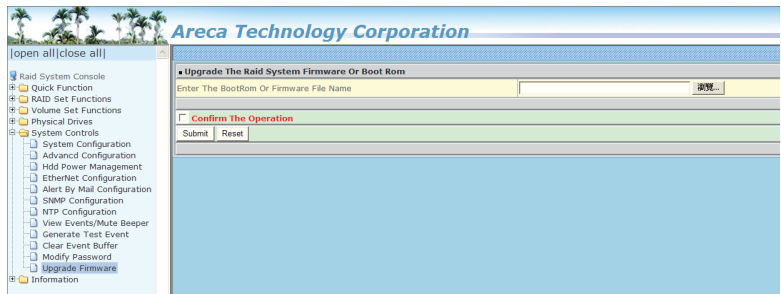 Areca Technology Corporation
|open all|close all|
Raid System Console
Quick Function
RAID Set Functions
Volume Set Functions
Physical Drives
System Controls
System Configuration
Advancd Configuration
Hdd Power Management
EtherNet Configuration
Alert By Mail Configuration
SNMP Configuration
NTP Configuration
View Events/Mute Beeper
Generate Test Event
Clear Event Buffer
Modify Password
Upgrade Firmware
Information
Upgrade The Raid System Firmware Or Boot Rom
Enter The BootRom Or Firmware File Name
瀏覽...
Confirm The Operation
Submit Reset